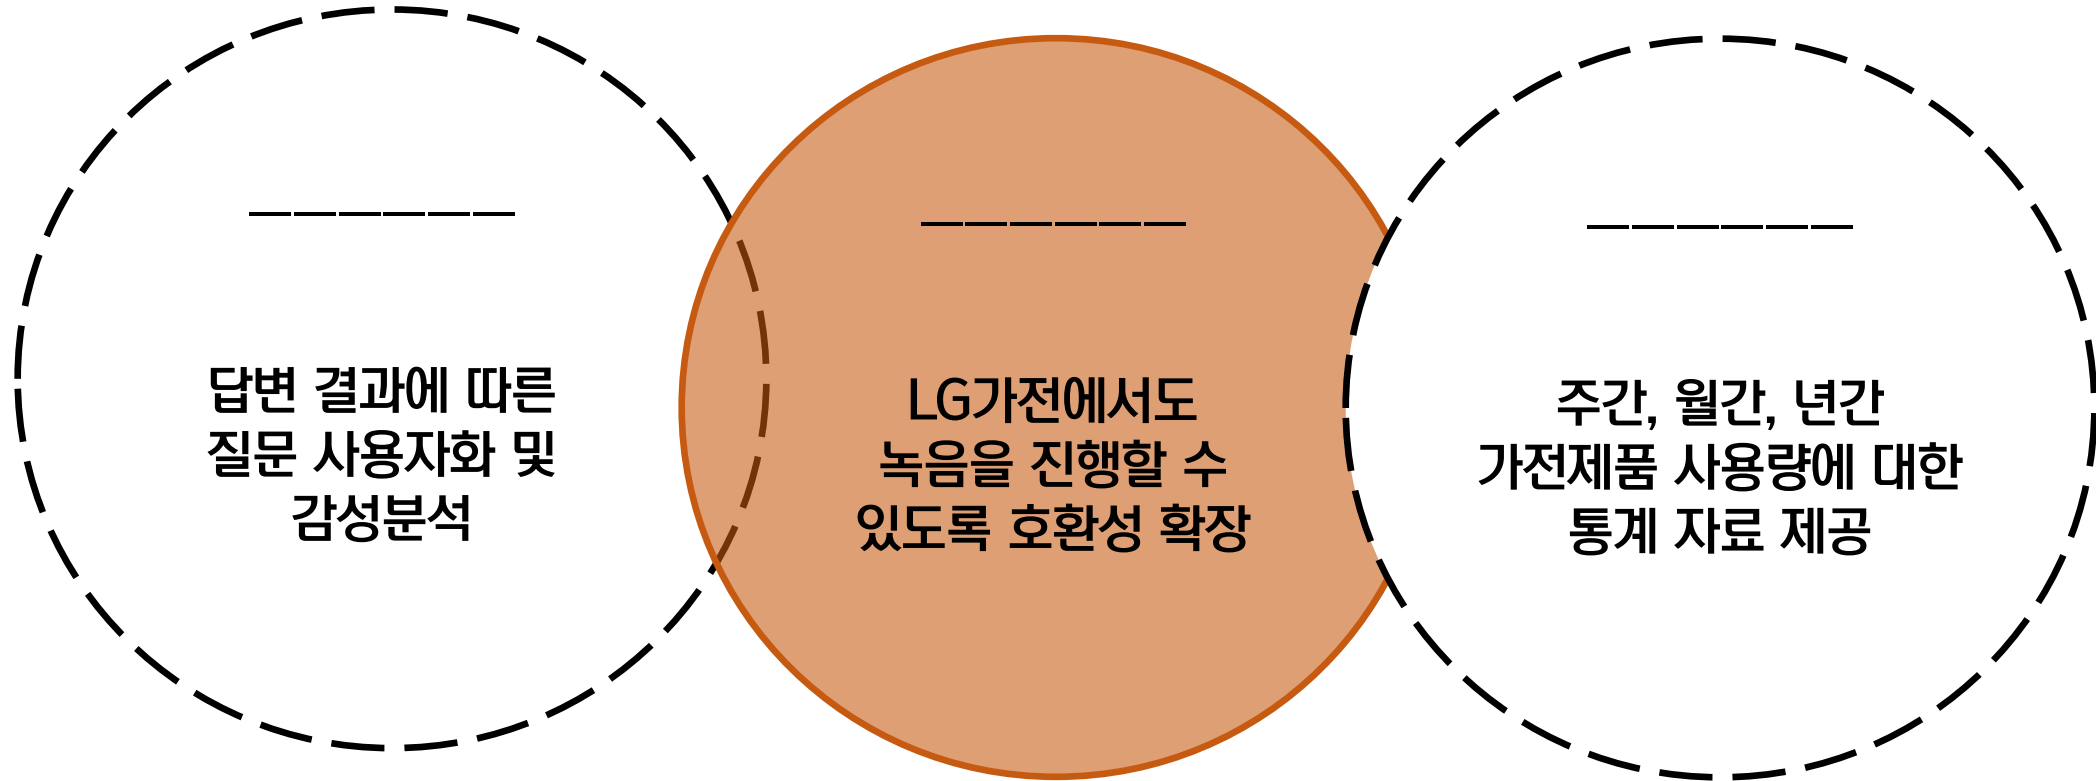 ______
답변 결과에 따른
질문 사용자화 및
감성분석
______
LG가전에서도
녹음을 진행할 수
있도록 호환성 확장
______
주간, 월간, 년간
가전제품 사용량에 대한
통계 자료 제공